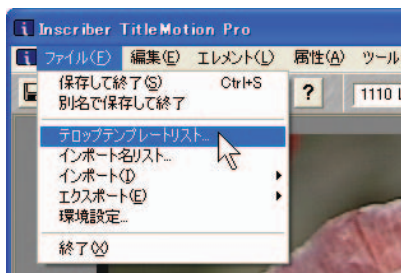 Inscriber TitleMotion Pro
ファイル(F) 編集(E) エレメント(L) 属性(A) ツール
保存して終了(S) Ctrl+S
別名で保存して終了
? 1110 L
テロップテンプレートリスト...
インポート名リスト...
インポート(I)
エクスポート(E)
環境設定...
終了(X)